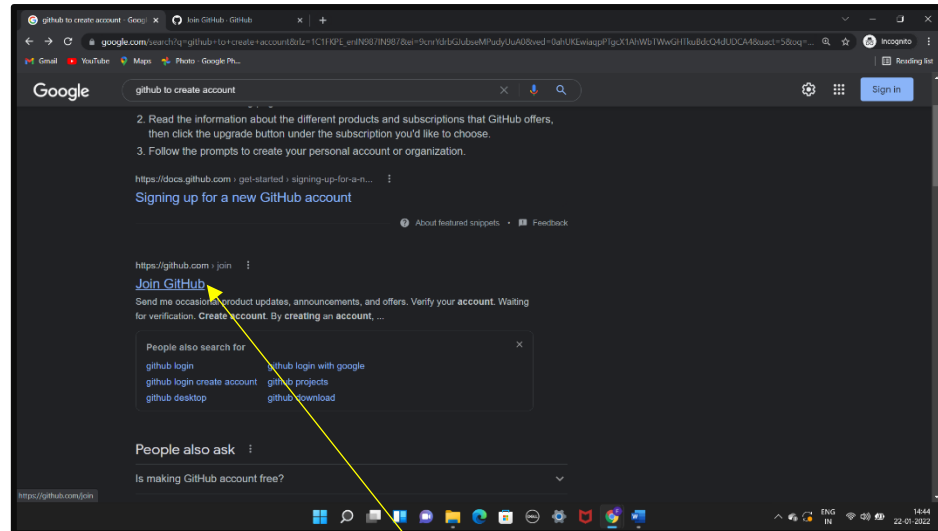 github to create account - Googl
Join GitHub · GitHub
Incognito
Gmail
YouTube
Maps
Photo - Google Ph...
Reading list
Google
github to create account
Sign in
2. Read the information about the different products and subscriptions that GitHub offers,
then click the upgrade button under the subscription you'd like to choose.
3. Follow the prompts to create your personal account or organization.
https://docs.github.com › get-started › signing-up-for-a-n...
Signing up for a new GitHub account
About featured snippets • Feedback
https://github.com › join
Join GitHub
Send me occasional product updates, announcements, and offers. Verify your account. Waiting
for verification. Create account. By creating an account, ...
People also search for
github login
github login with google
github login create account
github projects
github desktop
github download
People also ask
Is making GitHub account free?
https://github.com/join
ENG
IN
14:44
22-01-2022